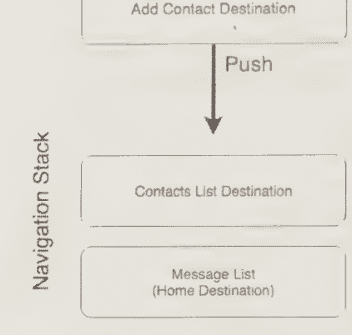 Add Contact Destination
Push
Navigation Stack
Contacts List Destination
Message List
(Home Destination)